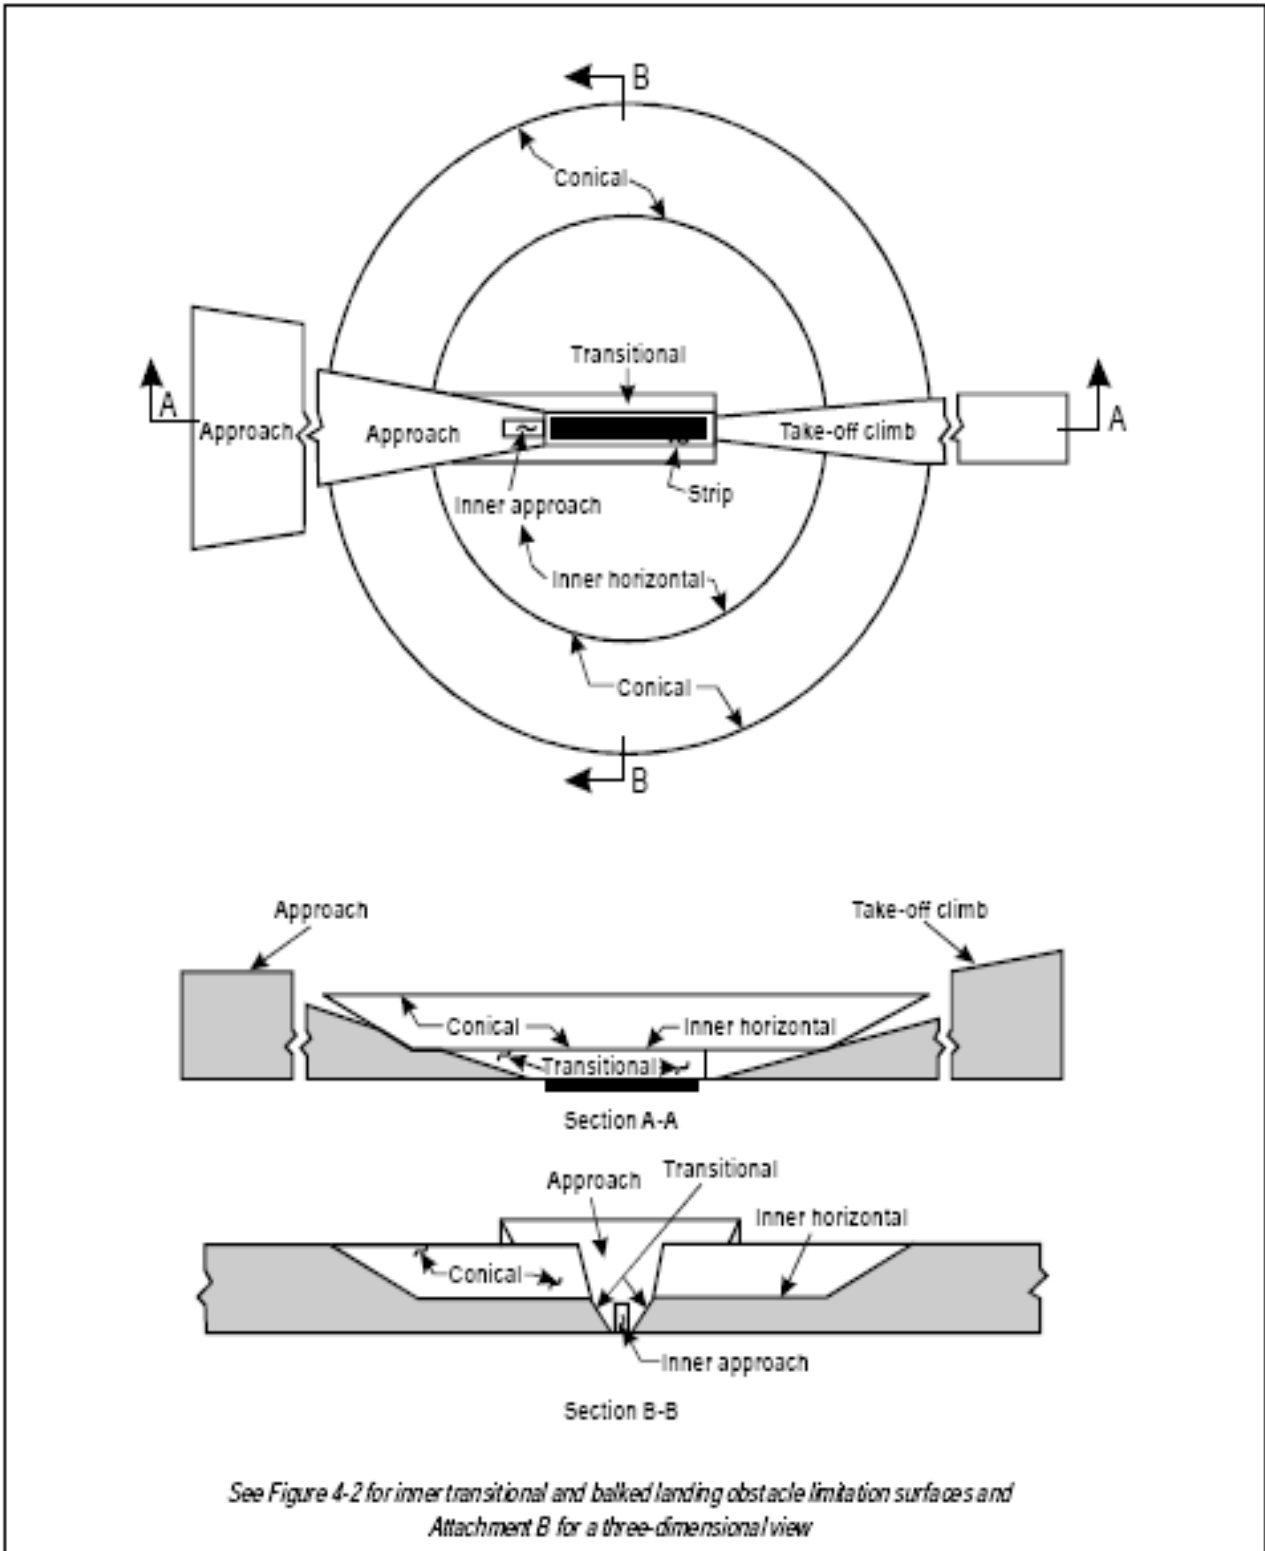 B
Conical
Transitional
A
Approach
Approach
Take-off climb
A
Strip
Inner approach
Inner horizontal
Conical
B
Approach
Take-off climb
Conical
Inner horizontal
Transitional
Section A-A
Approach
Transitional
Inner horizontal
Conical
Inner approach
Section B-B
See Figure 4-2 for inner transitional and balked landing obstacle limitation surfaces and
Attachment B for a three-dimensional view